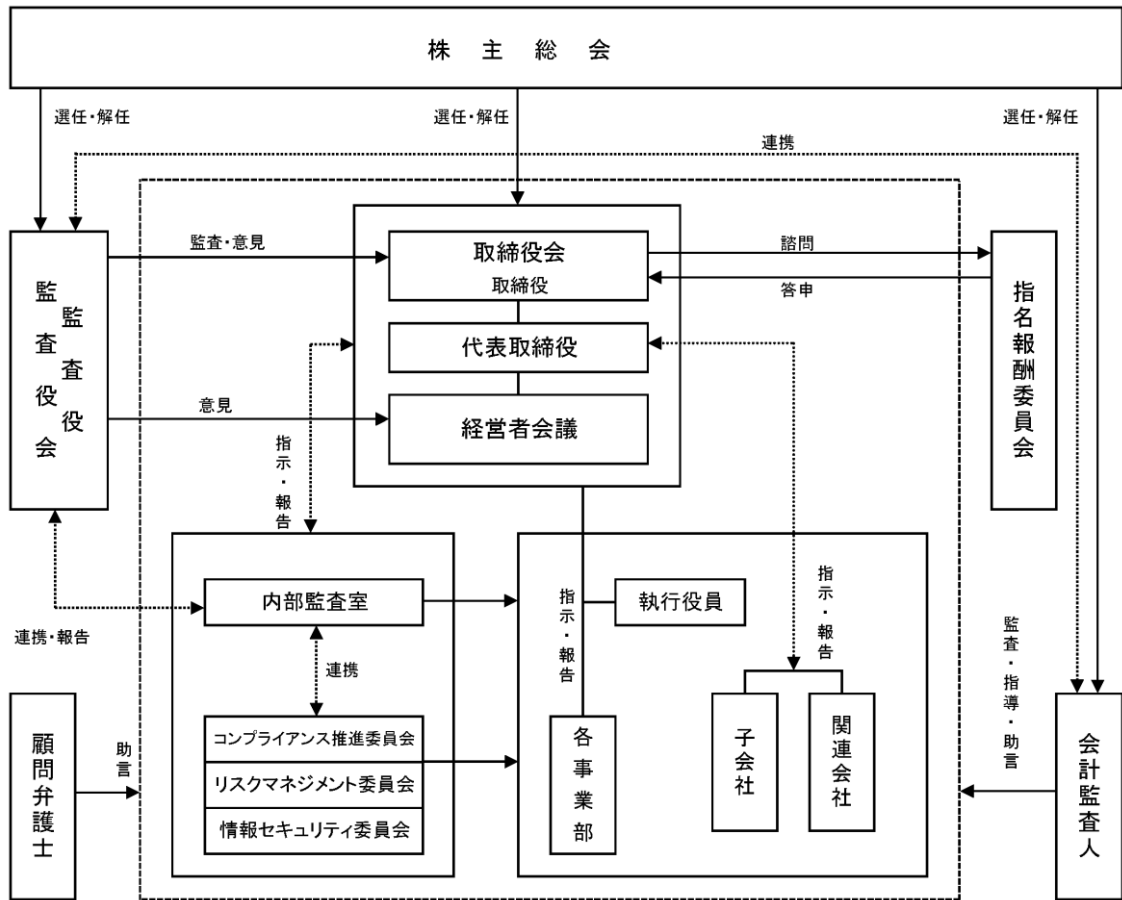 株主総会
選任・解任
選任・解任
選任・解任
連携
監査役会
監査役
監査・意見
取締役会
取締役
諮問
答申
指名報酬委員会
代表取締役
意見
経営者会議
指示・報告
内部監査室
執行役員
指示・報告
指示・報告
連携・報告
連携
監査・指導・助言
顧問弁護士
助言
コンプライアンス推進委員会
リスクマネジメント委員会
情報セキュリティ委員会
各事業部
子会社
関連会社
会計監査人